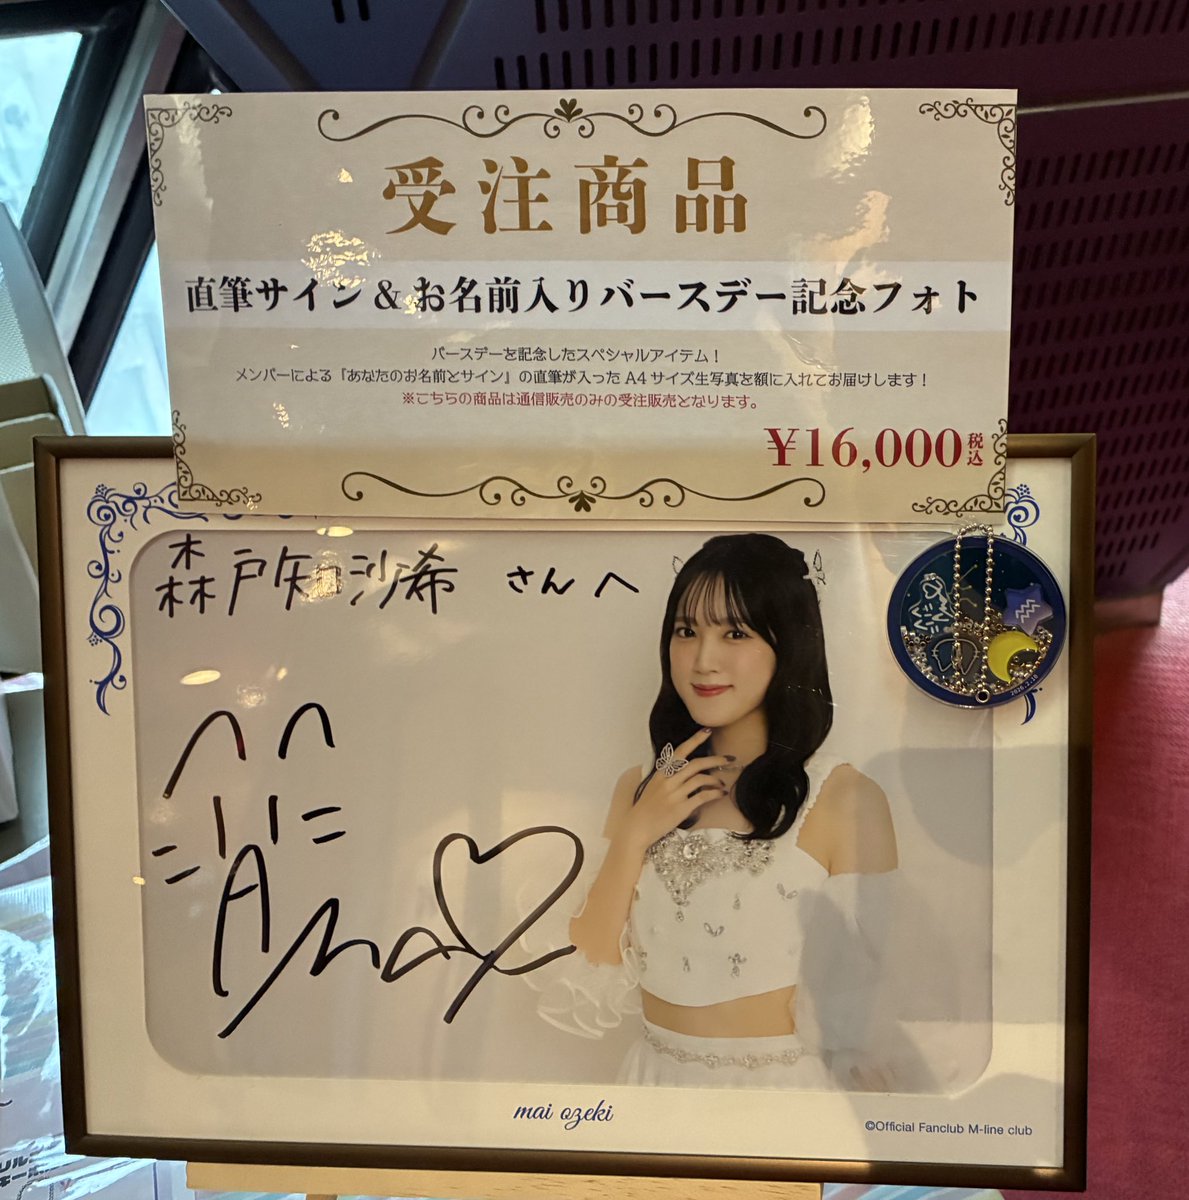 受注商品
直筆サイン&お名前入りバースデー記念フォト
バースデーを記念したスペシャルアイテム!
メンバーによる『あなたのお名前とサイン』の直筆が入ったA4サイズ生写真を額に入れてお届けします!
※こちらの商品は通信販売のみの受注販売となります。
¥16,000税込
森戸知沙希 さんへ
2026.2.10
mai ozeki
©Official Fanclub M-line club